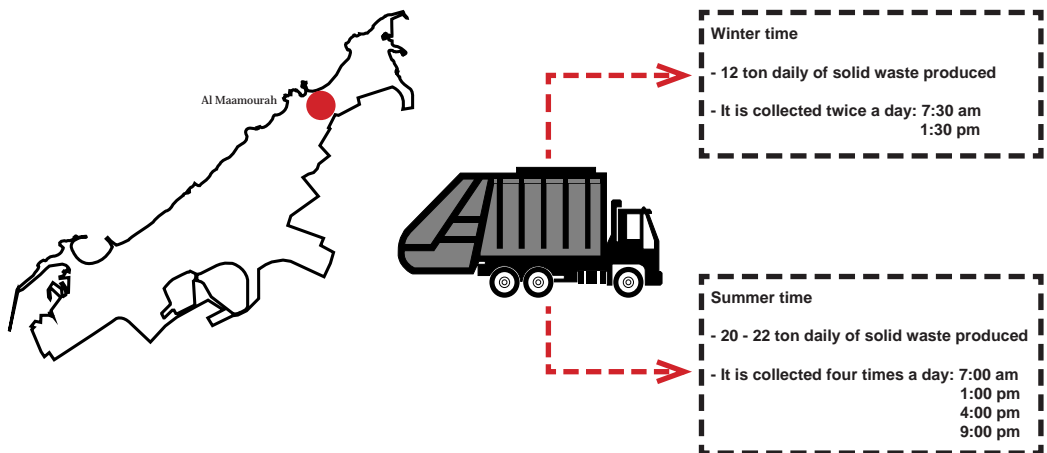 Al Maamourah
Winter time
- 12 ton daily of solid waste produced
- It is collected twice a day: 7:30 am
1:30 pm
Summer time
- 20 - 22 ton daily of solid waste produced
- It is collected four times a day: 7:00 am
1:00 pm
4:00 pm
9:00 pm